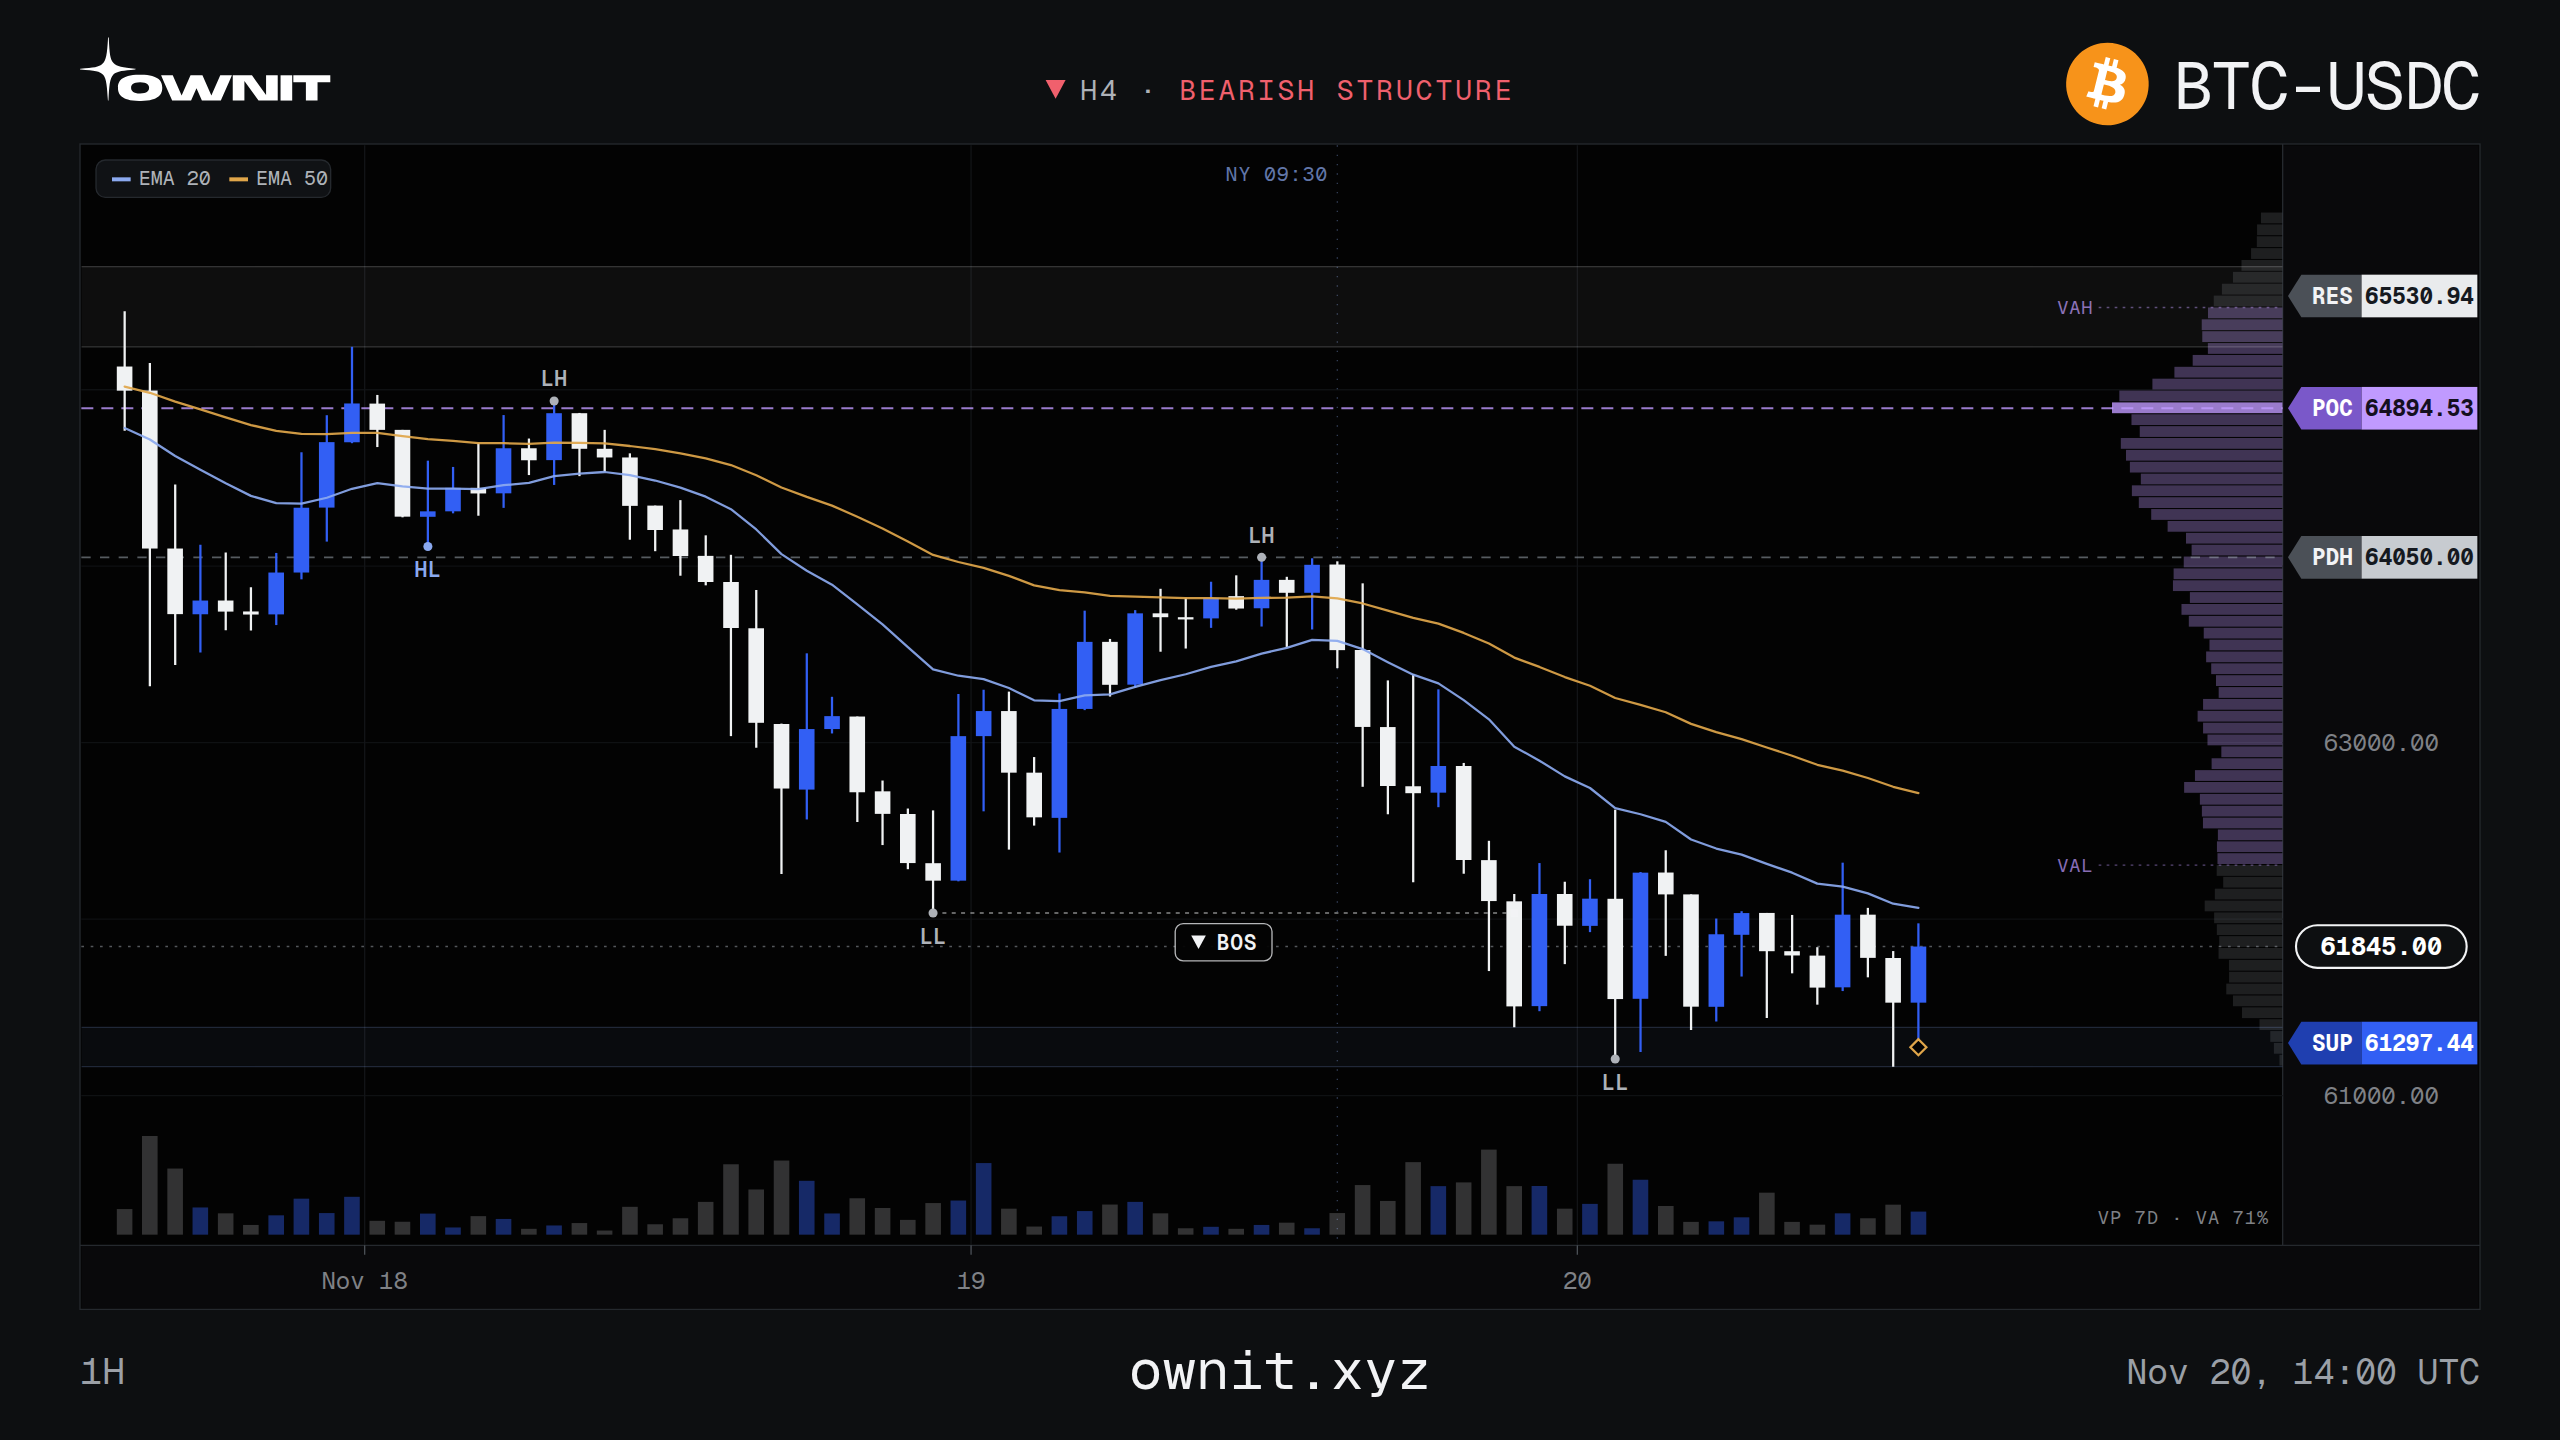 OWNIT
▼ H4 · BEARISH STRUCTURE
BTC-USDC
EMA 20 EMA 50
NY 09:30
VAH
RES 65530.94
LH
POC 64894.53
LH
PDH 64050.00
HL
63000.00
VAL
LL
▼ BOS
61845.00
SUP 61297.44
LL
61000.00
VP 7D · VA 71%
Nov 18
19
20
1H
ownit.xyz
Nov 20, 14:00 UTC